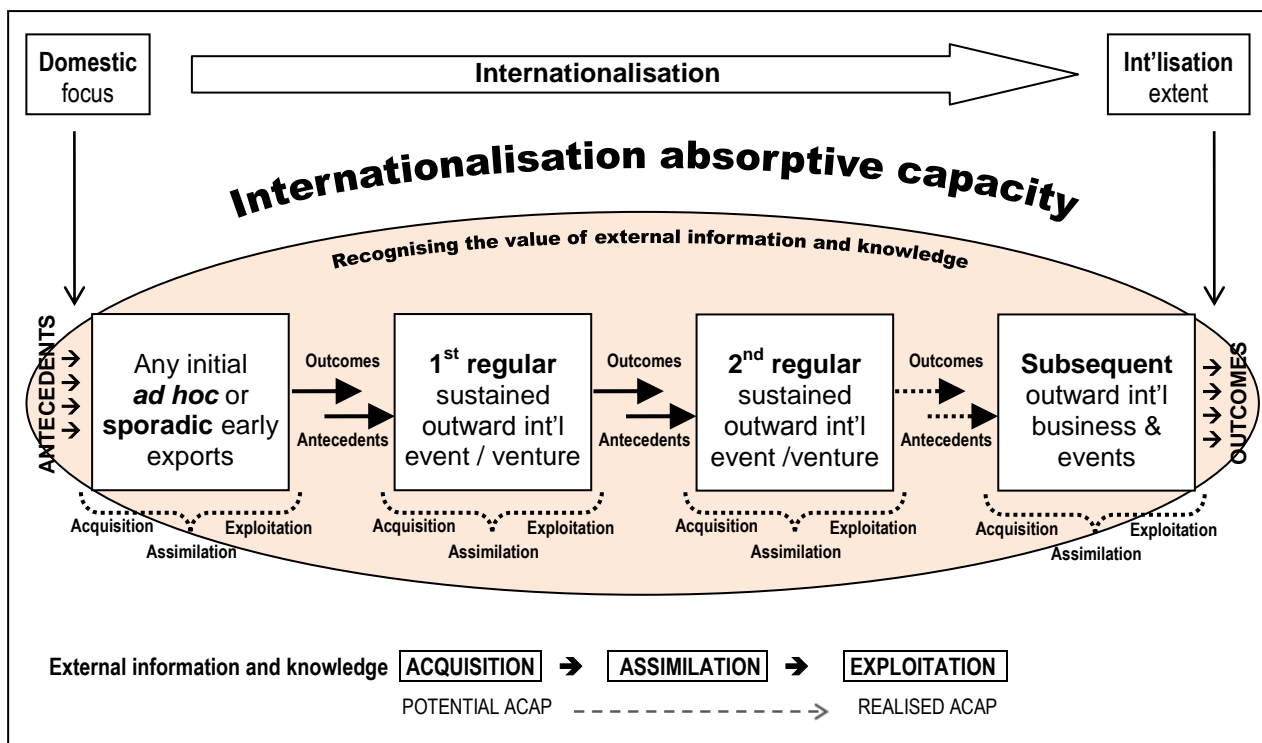 Domestic
focus
Internationalisation
Int'lisation
extent
Internationalisation absorptive capacity
Recognising the value of external information and knowledge
ANTECEDENTS
Any initial
ad hoc or
sporadic early
exports
Outcomes
Antecedents
1st regular
sustained
outward int'l
event / venture
Outcomes
Antecedents
2nd regular
sustained
outward int'l
event /venture
Outcomes
Antecedents
Subsequent
outward int'l
business &
events
OUTCOMES
Acquisition Exploitation
Assimilation
Acquisition Exploitation
Assimilation
Acquisition Exploitation
Assimilation
Acquisition Exploitation
Assimilation
External information and knowledge ACQUISITION ➔ ASSIMILATION ➔ EXPLOITATION
POTENTIAL ACAP REALISED ACAP